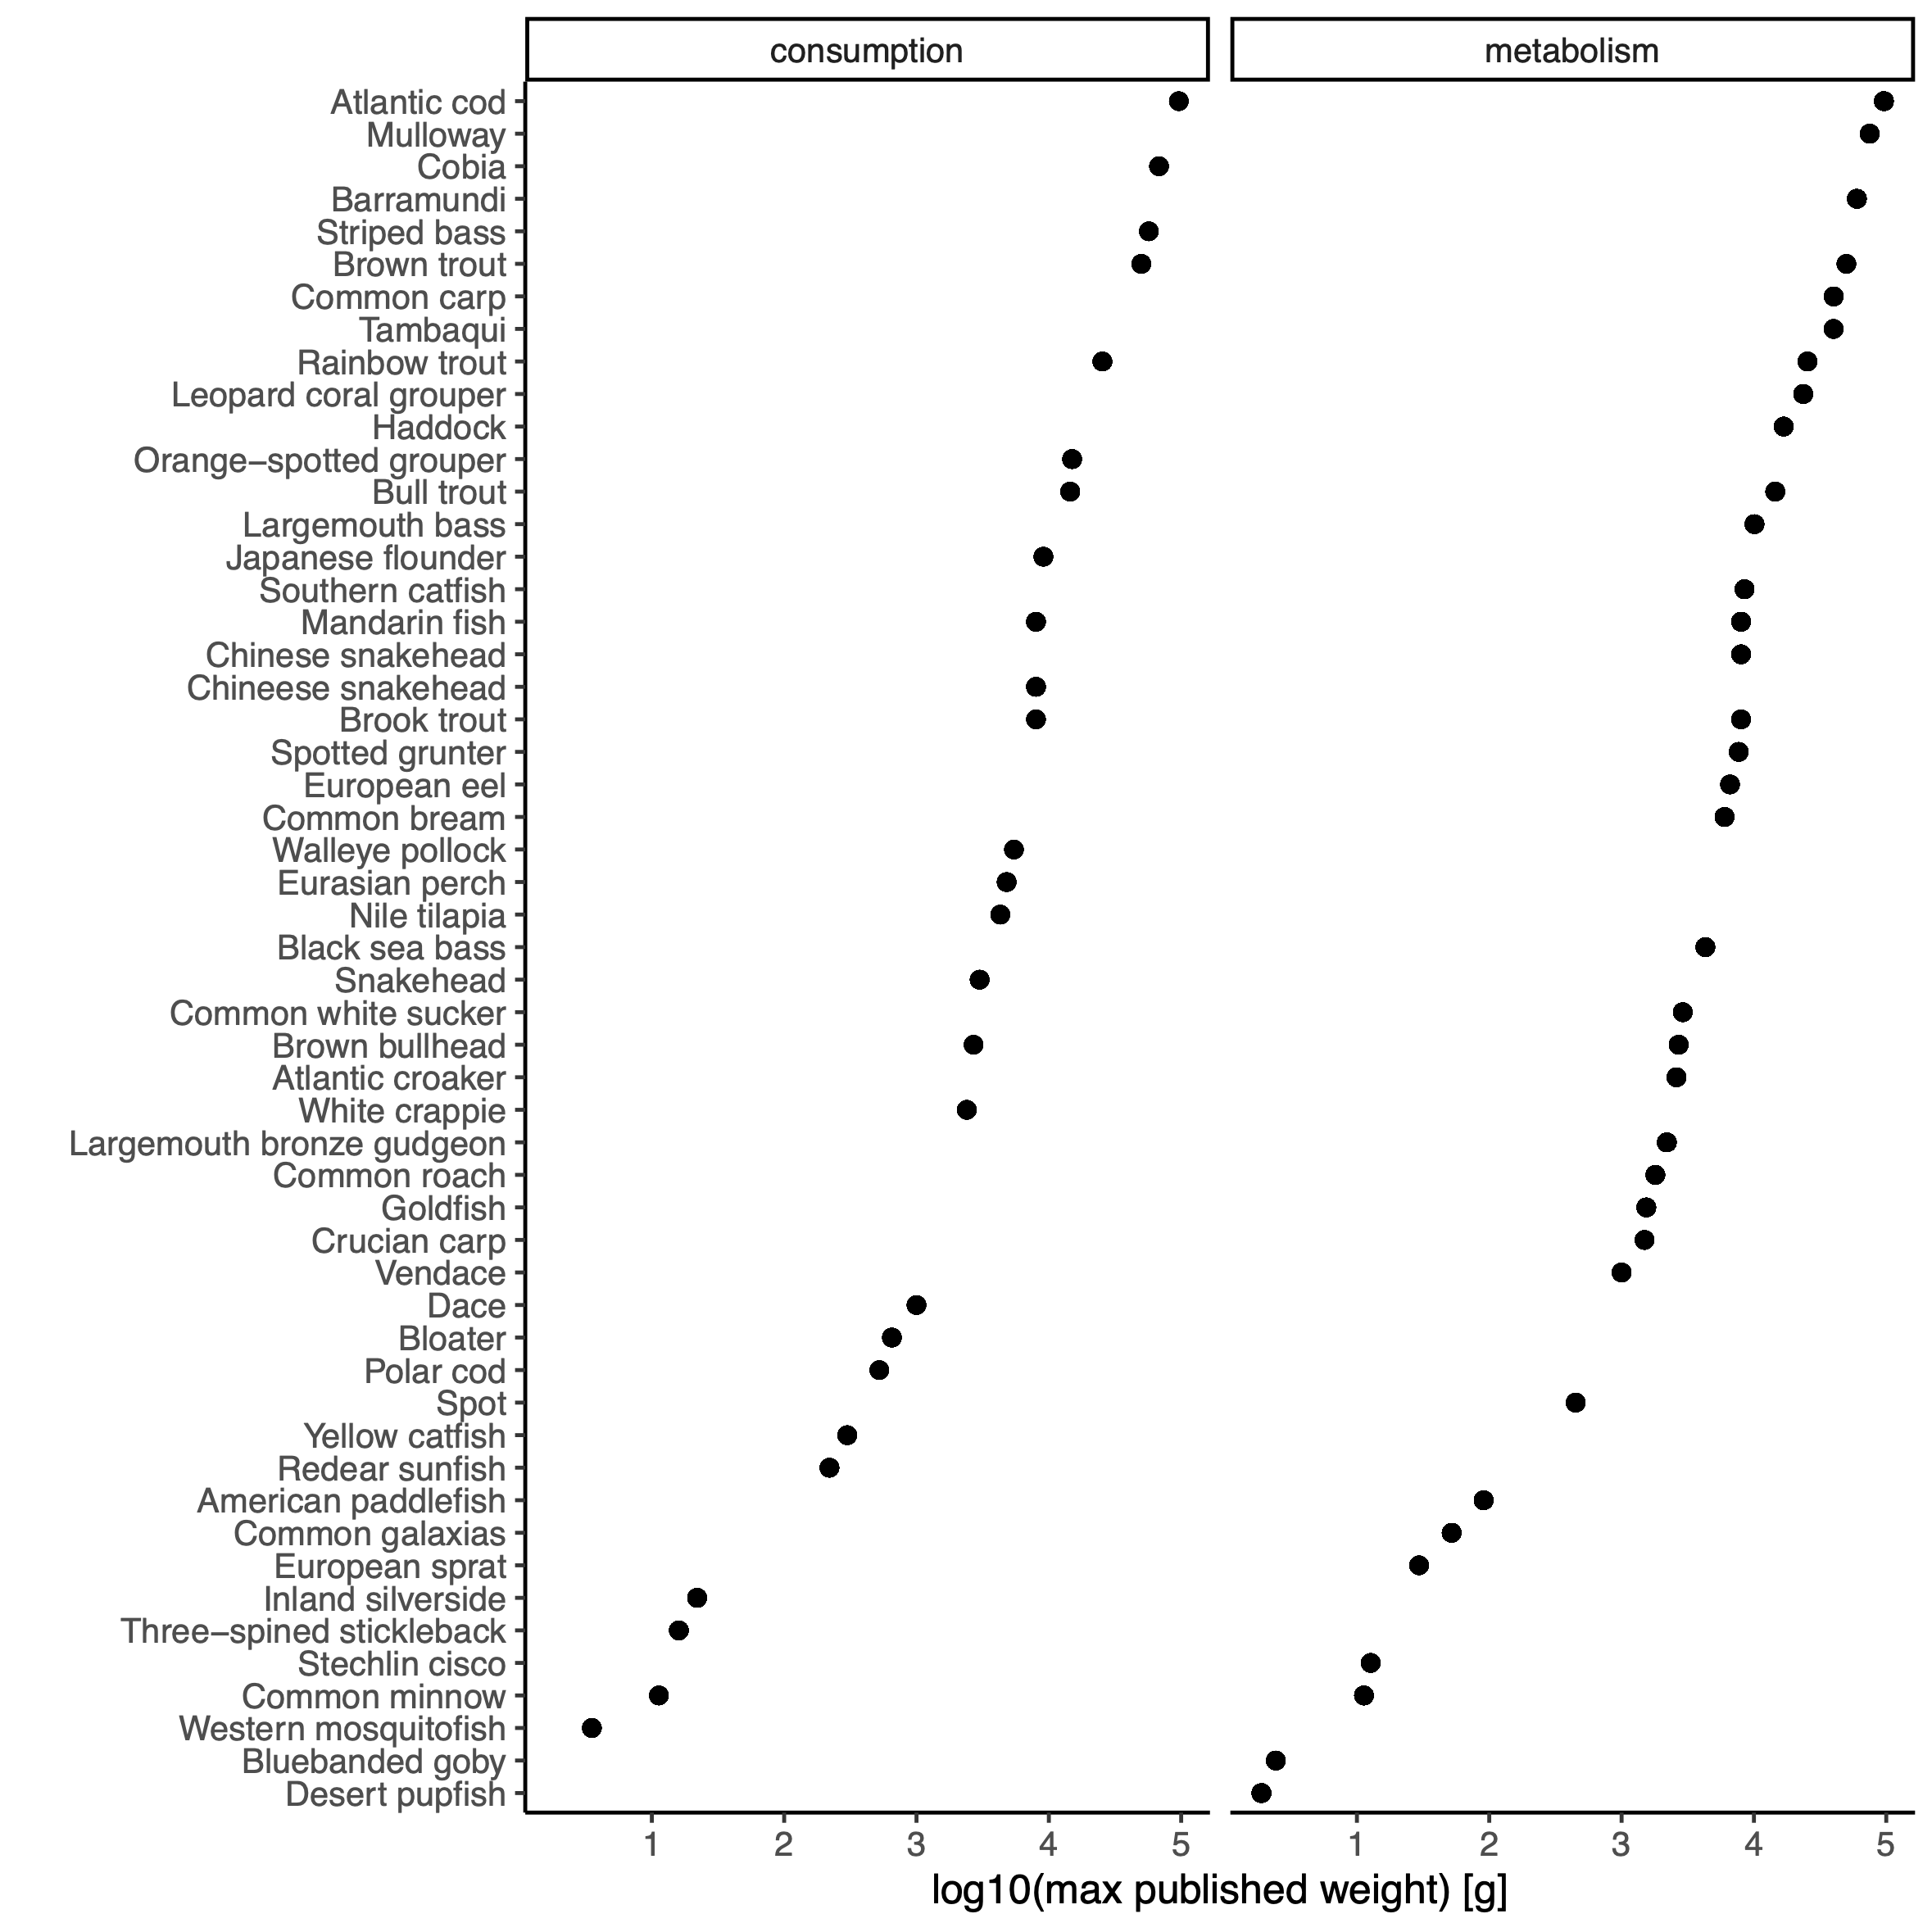 consumption
metabolism
Atlantic cod
Mulloway
Cobia
Barramundi
Striped bass
Brown trout
Common carp
Tambaqui
Rainbow trout
Leopard coral grouper
Haddock
Orange−spotted grouper
Bull trout
Largemouth bass
Japanese flounder
Southern catfish
Mandarin fish
Chinese snakehead
Chineese snakehead
Brook trout
Spotted grunter
European eel
Common bream
Walleye pollock
Eurasian perch
Nile tilapia
Black sea bass
Snakehead
Common white sucker
Brown bullhead
Atlantic croaker
White crappie
Largemouth bronze gudgeon
Common roach
Goldfish
Crucian carp
Vendace
Dace
Bloater
Polar cod
Spot
Yellow catfish
Redear sunfish
American paddlefish
Common galaxias
European sprat
Inland silverside
Three−spined stickleback
Stechlin cisco
Common minnow
Western mosquitofish
Bluebanded goby
Desert pupfish
1 2 3 4 5
1 2 3 4 5
log10(max published weight) [g]